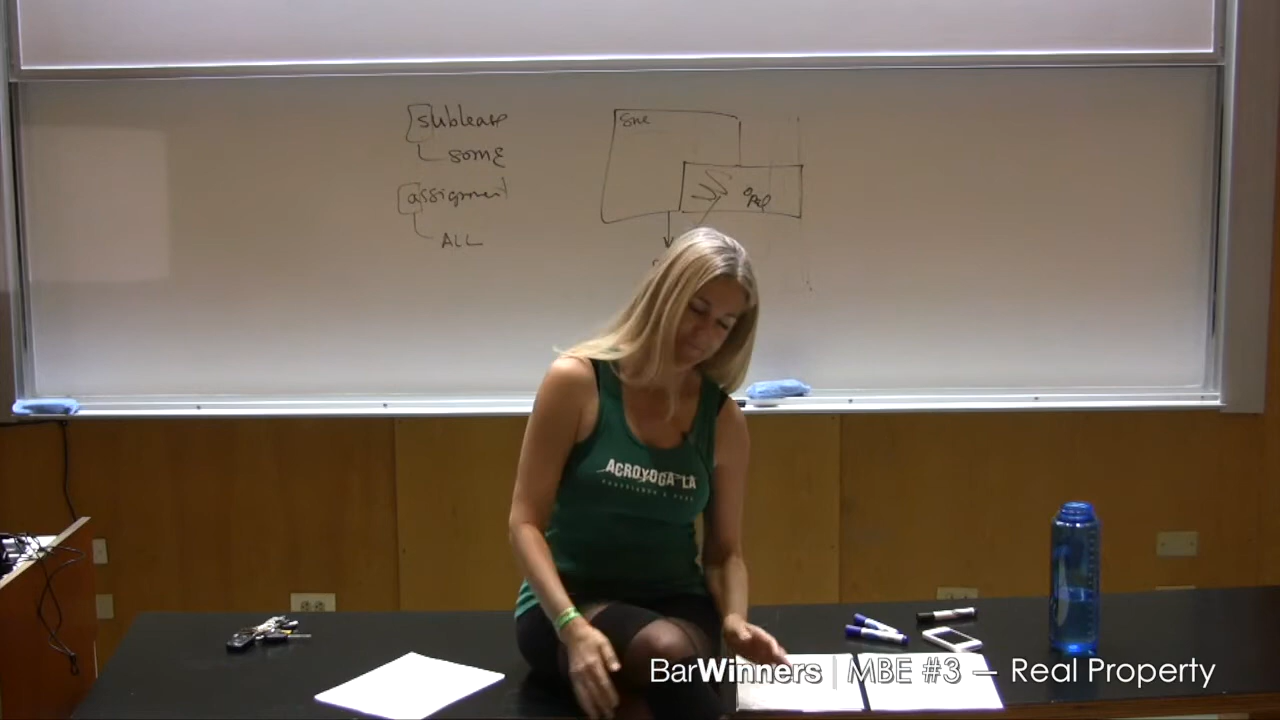 sublease
some
assignment
ALL
ACROYOGA LA
BarWinners | MBE #3 — Real Property